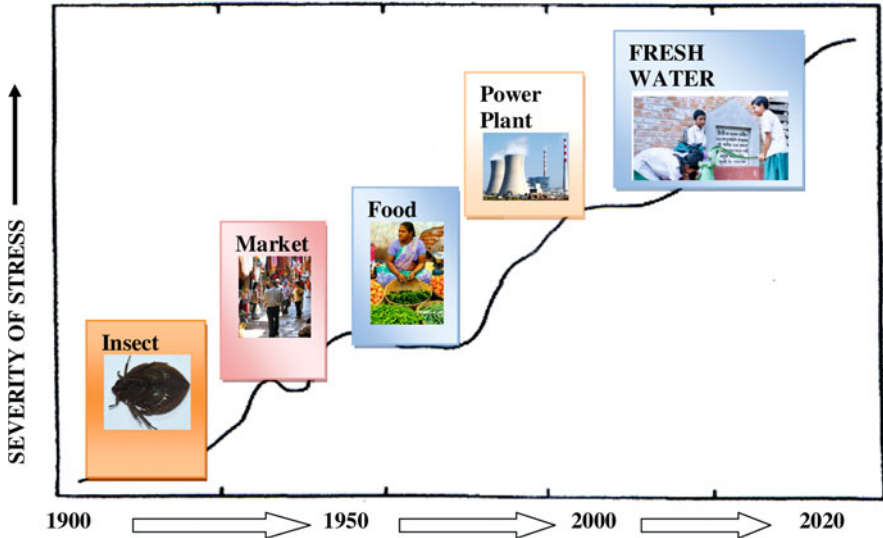 FRESH
WATER
Power
Plant
Food
Market
Insect
SEVERITY OF STRESS
1900
1950
2000
2020